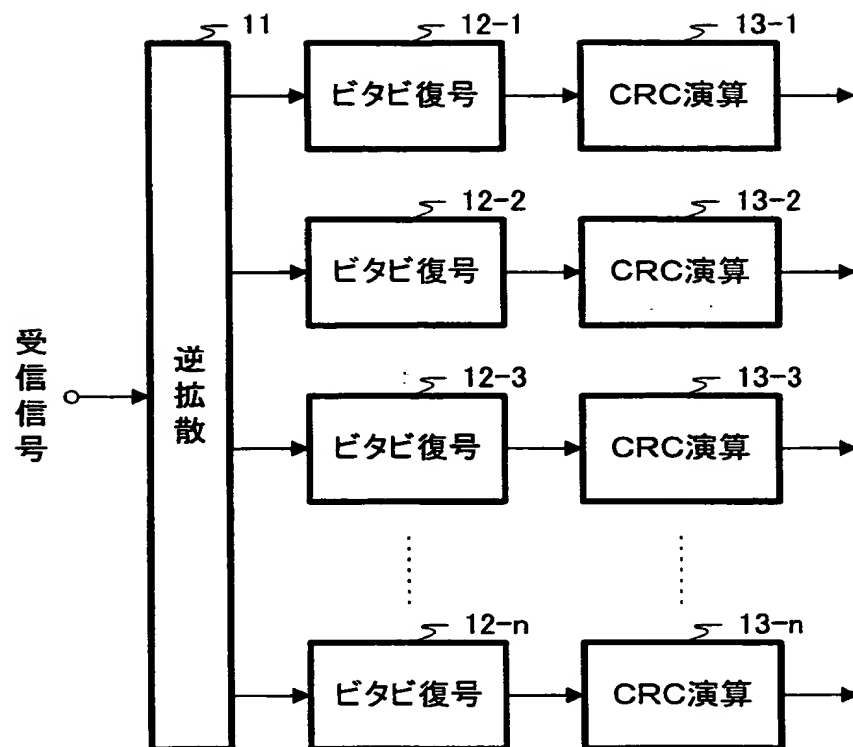 11
12-1
13-1
ビタビ復号
CRC演算
12-2
13-2
ビタビ復号
CRC演算
受信信号
逆拡散
12-3
13-3
ビタビ復号
CRC演算
12-n
13-n
ビタビ復号
CRC演算